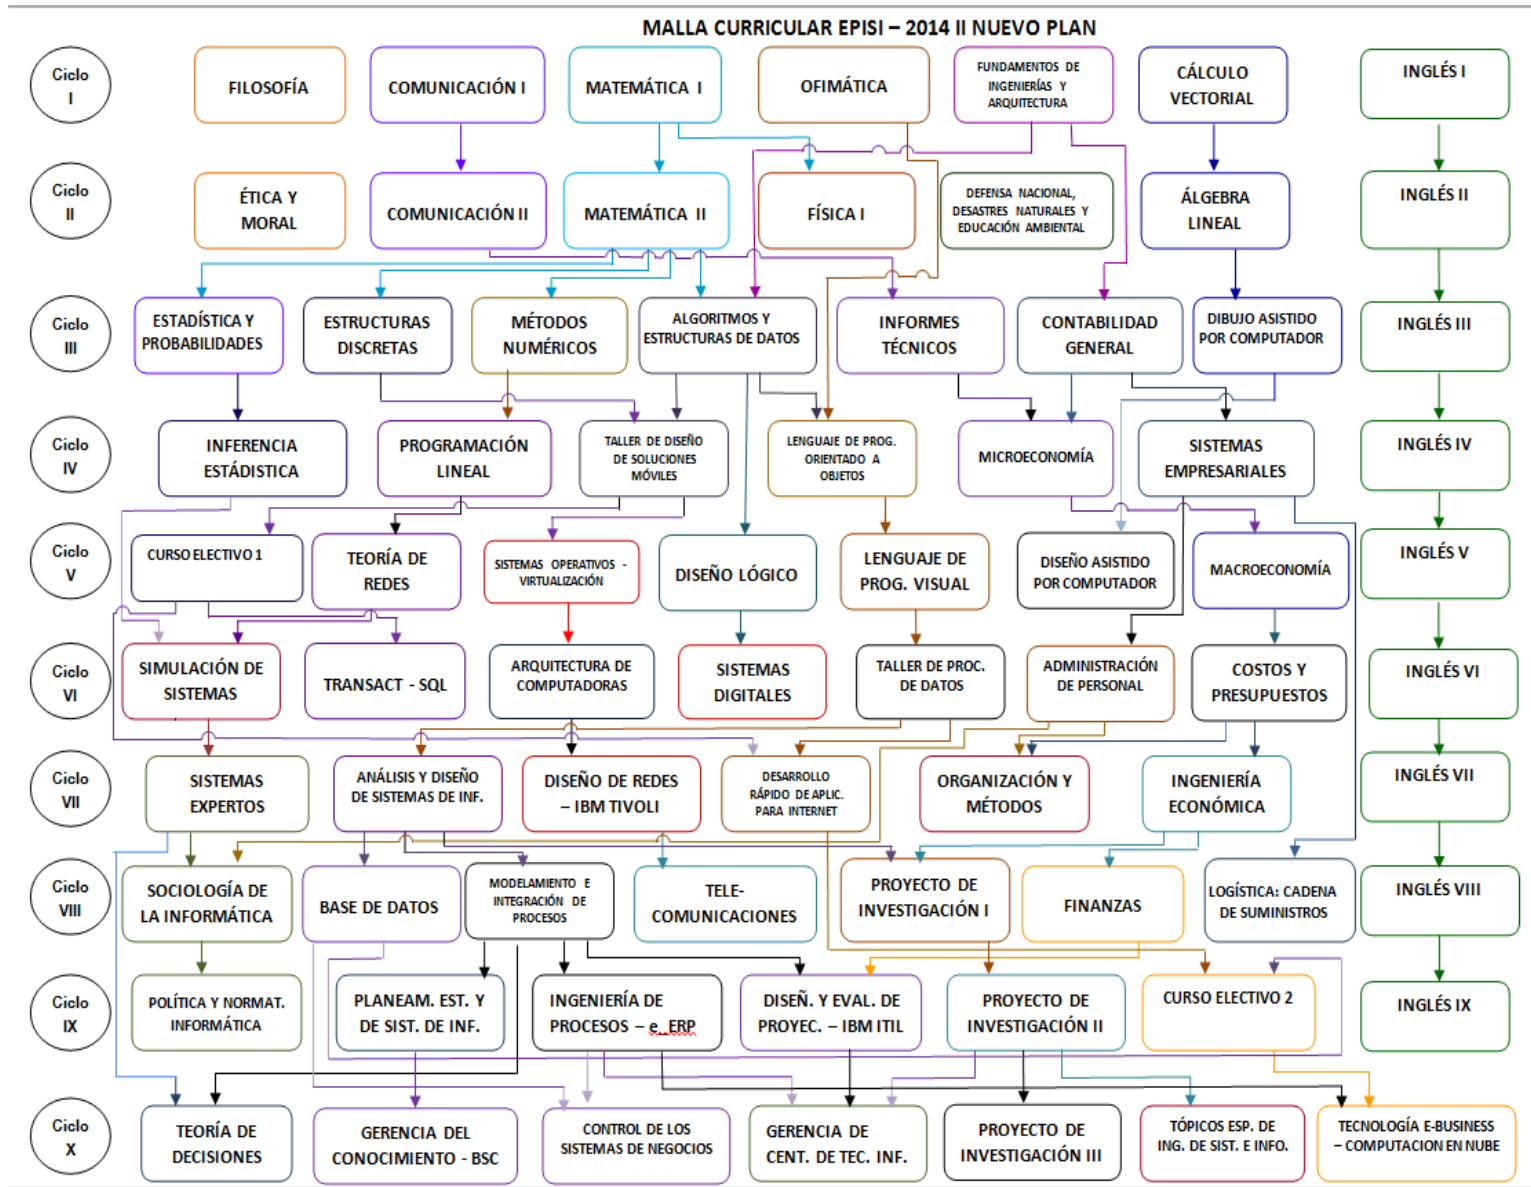 MALLA CURRICULAR EPISI – 2014 II NUEVO PLAN
Ciclo
I
FILOSOFÍA
COMUNICACIÓN I
MATEMÁTICA I
OFIMÁTICA
FUNDAMENTOS DE
INGENIERÍAS Y
ARQUITECTURA
CÁLCULO
VECTORIAL
INGLÉS I
Ciclo
II
ÉTICA Y
MORAL
COMUNICACIÓN II
MATEMÁTICA II
FÍSICA I
DEFENSA NACIONAL,
DESASTRES NATURALES Y
EDUCACIÓN AMBIENTAL
ÁLGEBRA
LINEAL
INGLÉS II
Ciclo
III
ESTADÍSTICA Y
PROBABILIDADES
ESTRUCTURAS
DISCRETAS
MÉTODOS
NUMÉRICOS
ALGORITMOS Y
ESTRUCTURAS DE DATOS
INFORMES
TÉCNICOS
CONTABILIDAD
GENERAL
DIBUJO ASISTIDO
POR COMPUTADOR
INGLÉS III
Ciclo
IV
INFERENCIA
ESTÁDISTICA
PROGRAMACIÓN
LINEAL
TALLER DE DISEÑO
DE SOLUCIONES
MÓVILES
LENGUAJE DE PROG.
ORIENTADO A
OBJETOS
MICROECONOMÍA
SISTEMAS
EMPRESARIALES
INGLÉS IV
Ciclo
V
CURSO ELECTIVO 1
TEORÍA DE
REDES
SISTEMAS OPERATIVOS -
VIRTUALIZACIÓN
DISEÑO LÓGICO
LENGUAJE DE
PROG. VISUAL
DISEÑO ASISTIDO
POR COMPUTADOR
MACROECONOMÍA
INGLÉS V
Ciclo
VI
SIMULACIÓN DE
SISTEMAS
TRANSACT - SQL
ARQUITECTURA DE
COMPUTADORAS
SISTEMAS
DIGITALES
TALLER DE PROC.
DE DATOS
ADMINISTRACIÓN
DE PERSONAL
COSTOS Y
PRESUPUESTOS
INGLÉS VI
Ciclo
VII
SISTEMAS
EXPERTOS
ANÁLISIS Y DISEÑO
DE SISTEMAS DE INF.
DISEÑO DE REDES
– IBM TIVOLI
DESARROLLO
RÁPIDO DE APLIC.
PARA INTERNET
ORGANIZACIÓN Y
MÉTODOS
INGENIERÍA
ECONÓMICA
INGLÉS VII
Ciclo
VIII
SOCIOLOGÍA DE
LA INFORMÁTICA
BASE DE DATOS
MODELAMIENTO E
INTEGRACIÓN DE
PROCESOS
TELE-
COMUNICACIONES
PROYECTO DE
INVESTIGACIÓN I
FINANZAS
LOGÍSTICA: CADENA
DE SUMINISTROS
INGLÉS VIII
Ciclo
IX
POLÍTICA Y NORMAT.
INFORMÁTICA
PLANEAM. EST. Y
DE SIST. DE INF.
INGENIERÍA DE
PROCESOS – e_ERP
DISEÑ. Y EVAL. DE
PROYEC. – IBM ITIL
PROYECTO DE
INVESTIGACIÓN II
CURSO ELECTIVO 2
INGLÉS IX
Ciclo
X
TEORÍA DE
DECISIONES
GERENCIA DEL
CONOCIMIENTO - BSC
CONTROL DE LOS
SISTEMAS DE NEGOCIOS
GERENCIA DE
CENT. DE TEC. INF.
PROYECTO DE
INVESTIGACIÓN III
TÓPICOS ESP. DE
ING. DE SIST. E INFO.
TECNOLOGÍA E-BUSINESS
– COMPUTACION EN NUBE